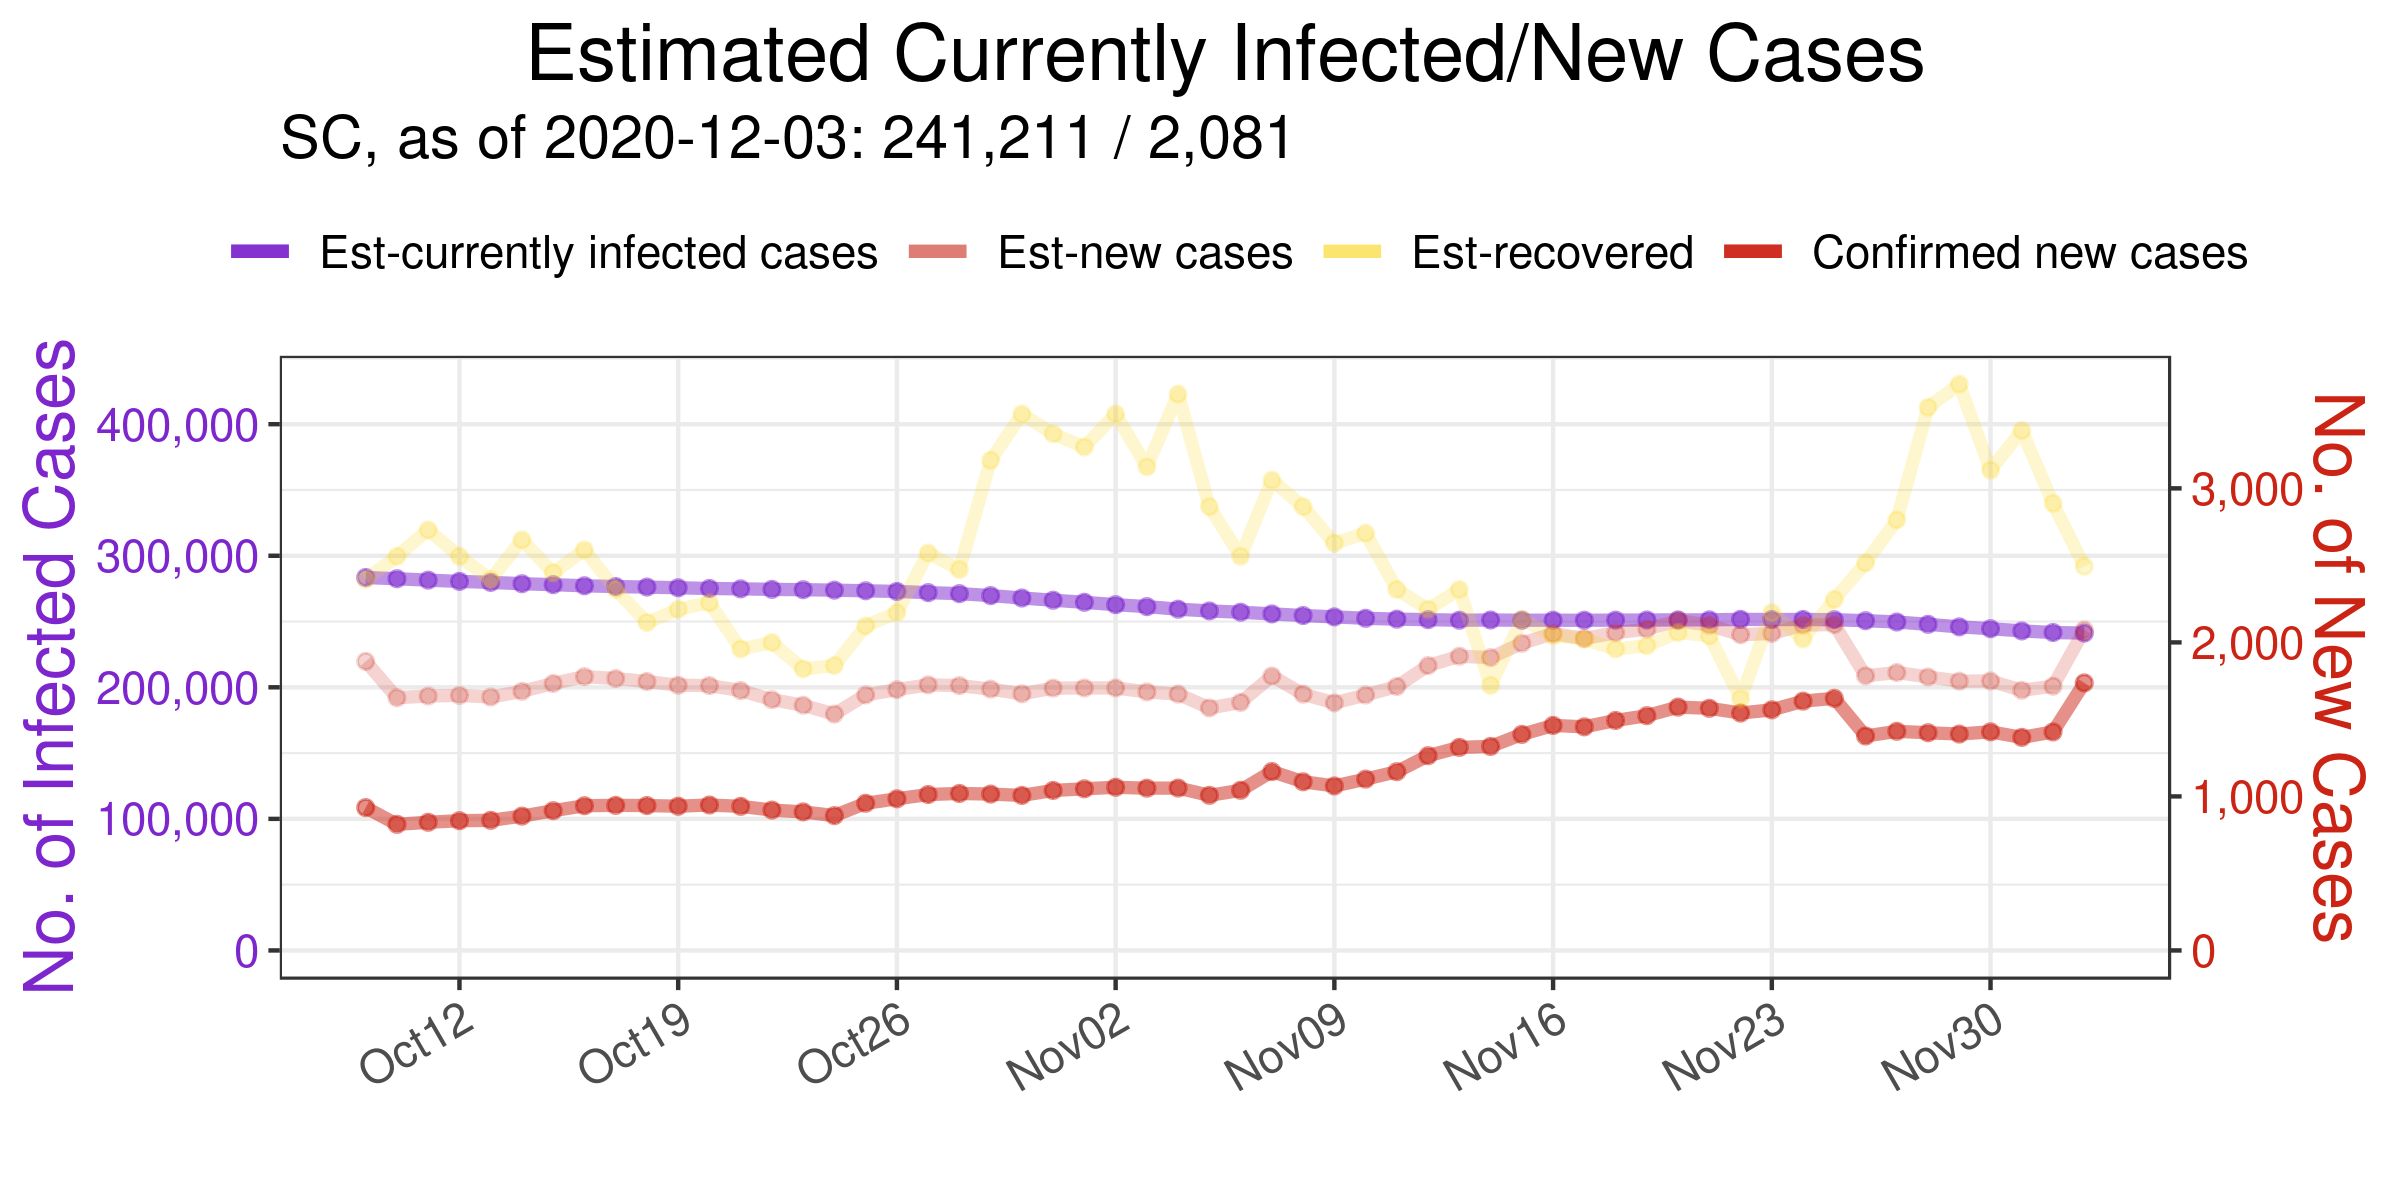 Estimated Currently Infected/New Cases
SC, as of 2020-12-03: 241,211 / 2,081
Est-currently infected cases Est-new cases Est-recovered Confirmed new cases
No. of Infected Cases
400,000
300,000
200,000
100,000
0
3,000
2,000
1,000
0
No. of New Cases
Oct12 Oct19 Oct26 Nov02 Nov09 Nov16 Nov23 Nov30